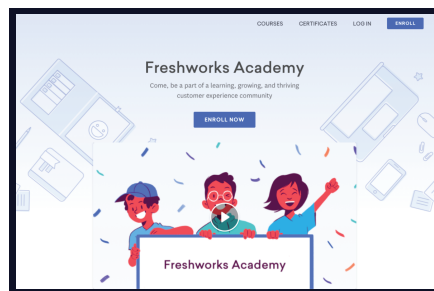 COURSES CERTIFICATES LOG IN ENROLL
Freshworks Academy
Come, be a part of a learning, growing, and thriving
customer experience community
ENROLL NOW
Freshworks Academy